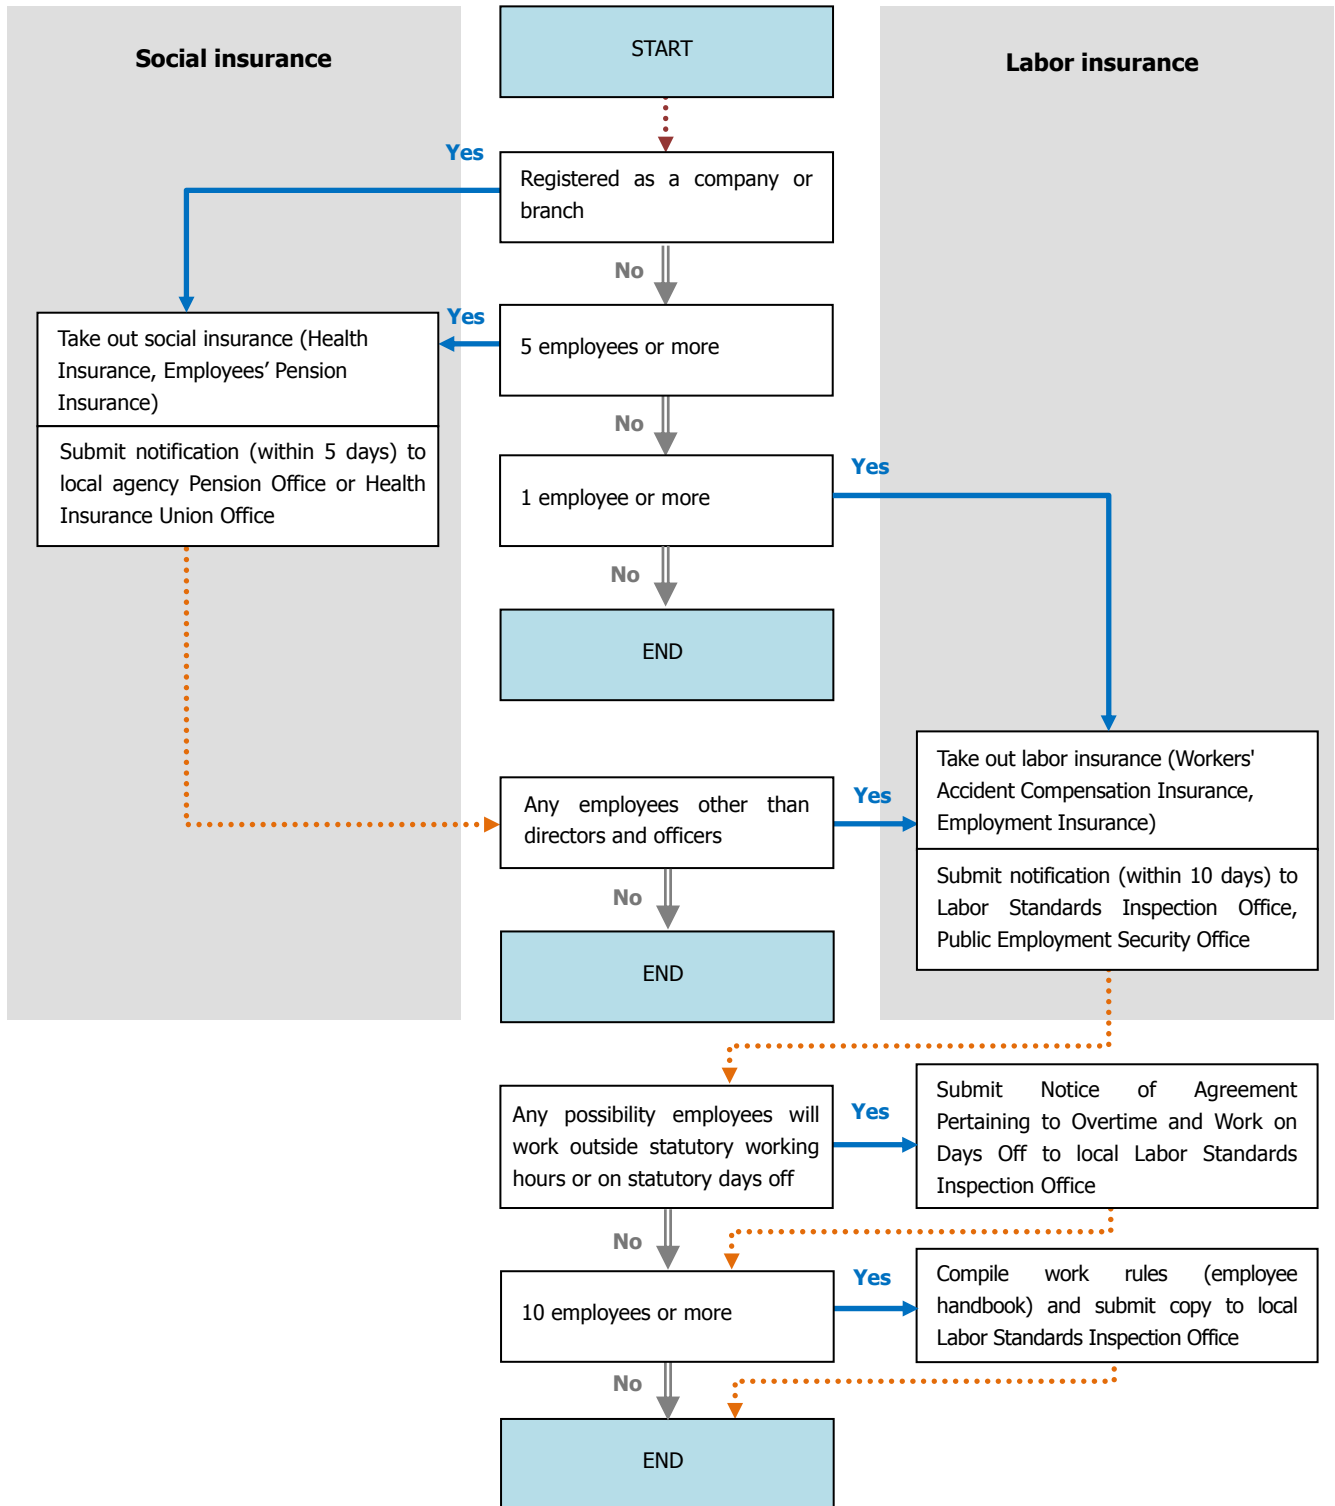 START
Social insurance
Labor insurance
Yes
Registered as a company or
branch
No
Yes
5 employees or more
Take out social insurance (Health
Insurance, Employees’ Pension
Insurance)
Submit notification (within 5 days) to
local agency Pension Office or Health
Insurance Union Office
No
1 employee or more
Yes
No
END
Any employees other than
directors and officers
Yes
Take out labor insurance (Workers'
Accident Compensation Insurance,
Employment Insurance)
Submit notification (within 10 days) to
Labor Standards Inspection Office,
Public Employment Security Office
No
END
Any possibility employees will
work outside statutory working
hours or on statutory days off
Yes
Submit Notice of Agreement
Pertaining to Overtime and Work on
Days Off to local Labor Standards
Inspection Office
No
10 employees or more
Yes
Compile work rules (employee
handbook) and submit copy to local
Labor Standards Inspection Office
No
END